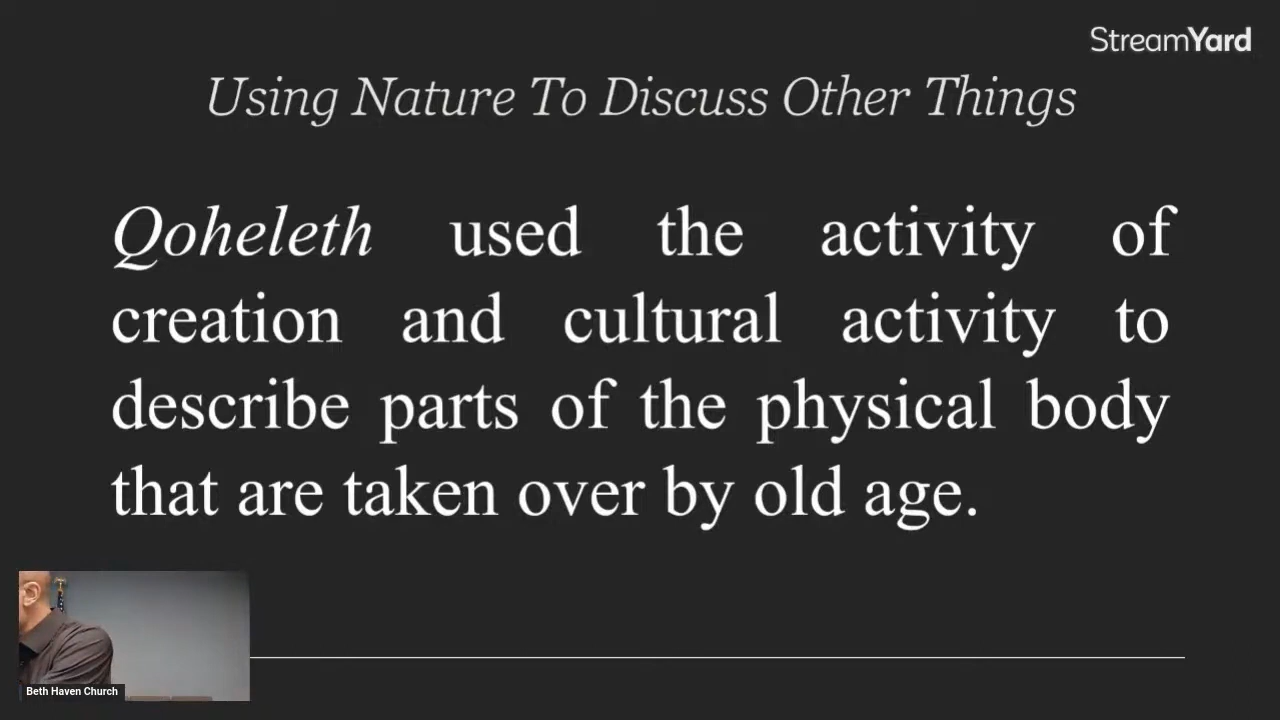 StreamYard
Using Nature To Discuss Other Things
Qoheleth used the activity of
creation and cultural activity to
describe parts of the physical body
that are taken over by old age.
Beth Haven Church